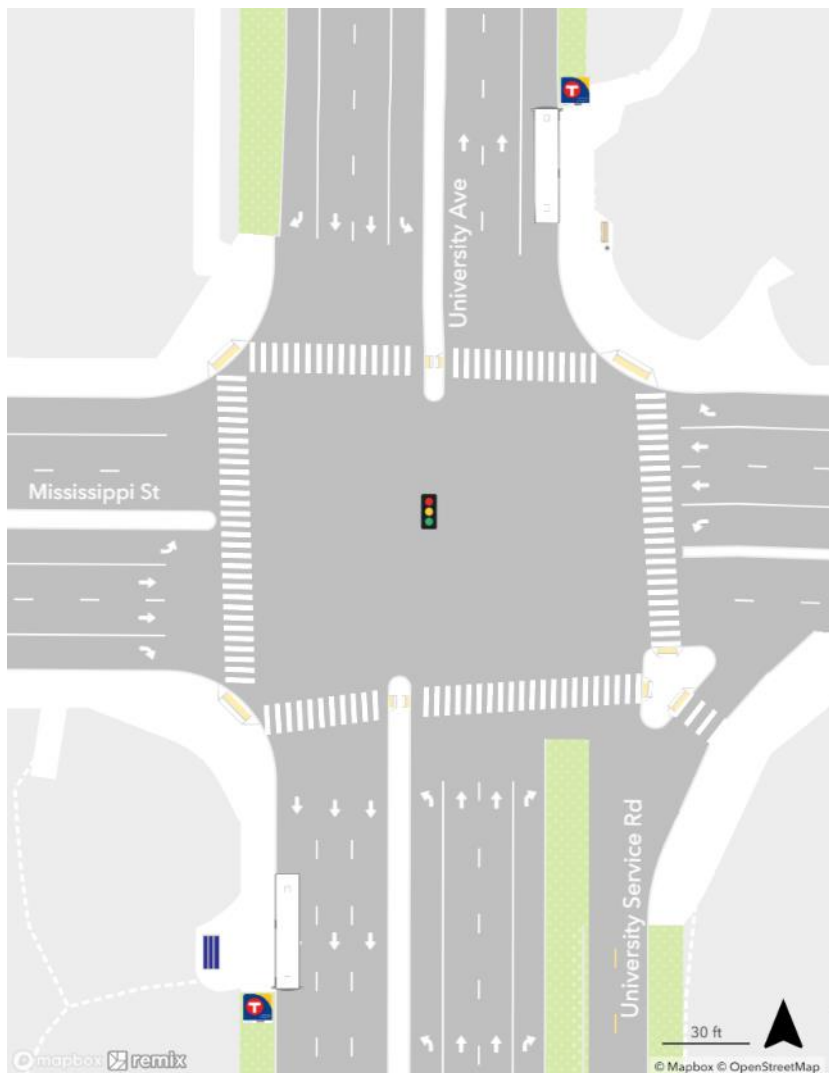 University Ave
Mississippi St
University Service Rd
T
T
30 ft
mapbox remix
© Mapbox © OpenStreetMap